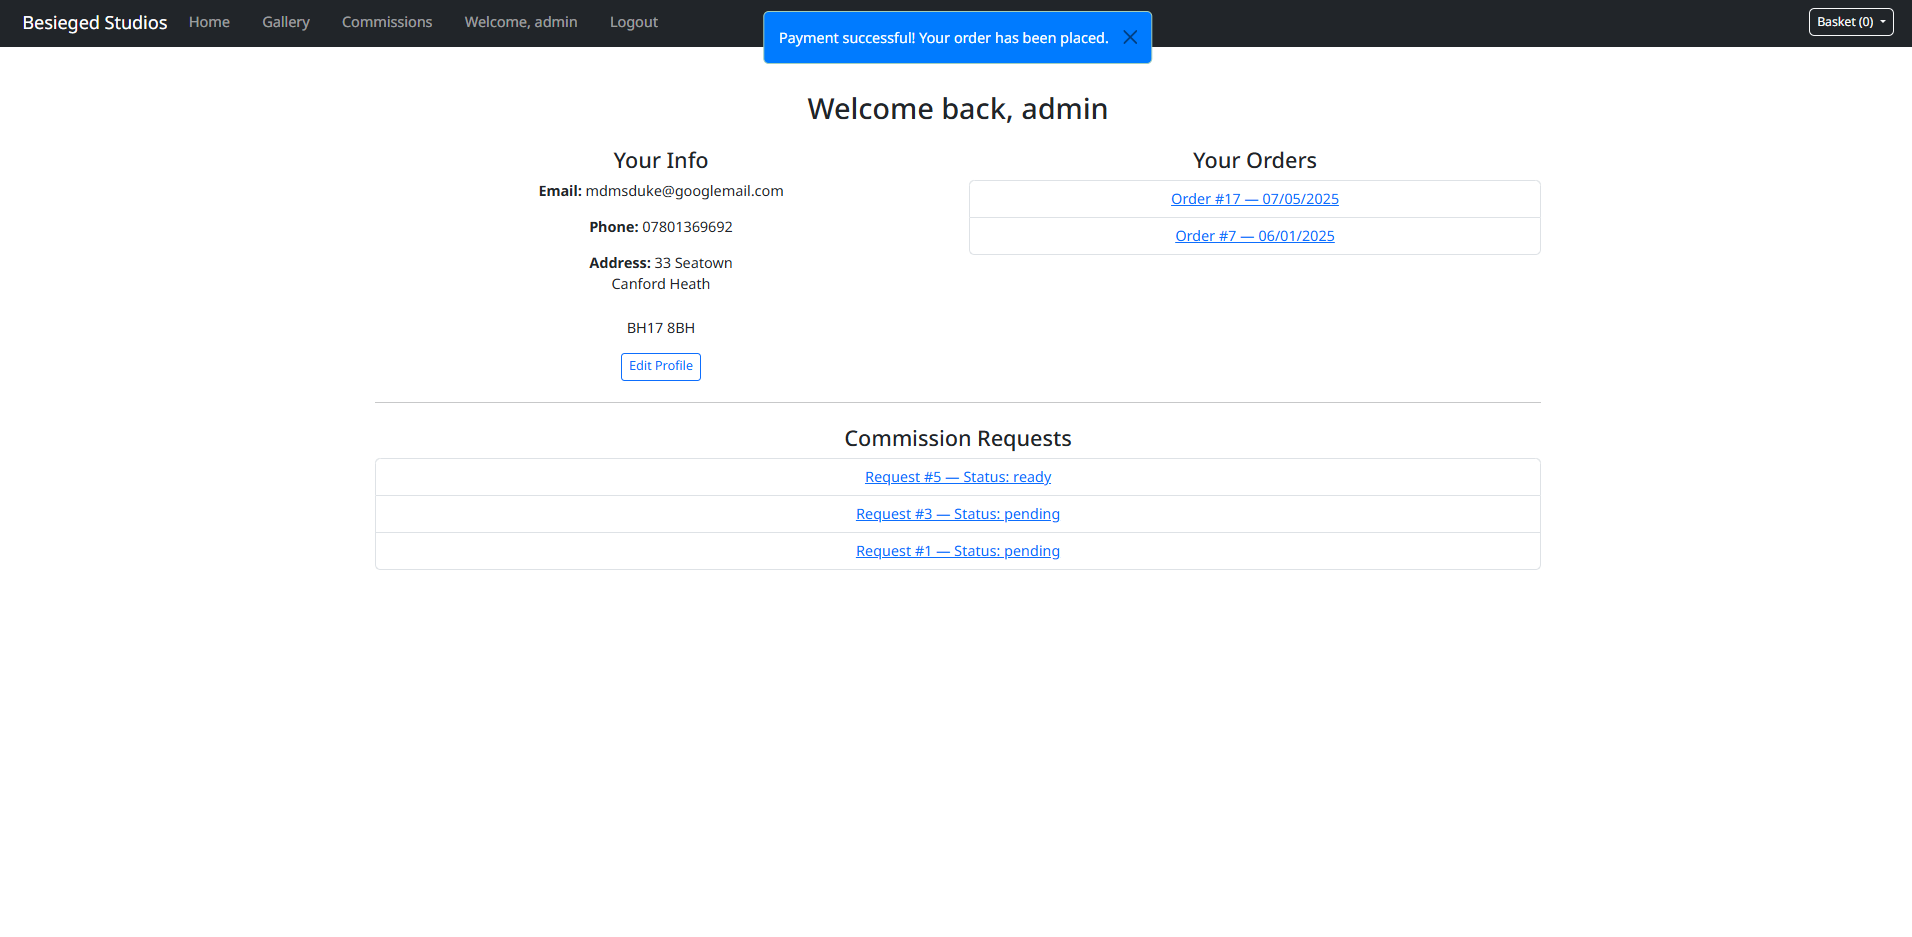 Besieged Studios Home Gallery Commissions Welcome, admin Logout
Payment successful! Your order has been placed.
Basket (0)
Welcome back, admin
Your Info
Email: mdmsduke@googlemail.com
Phone: 07801369692
Address: 33 Seatown
Canford Heath
BH17 8BH
Edit Profile
Your Orders
Order #17 — 07/05/2025
Order #7 — 06/01/2025
Commission Requests
Request #5 — Status: ready
Request #3 — Status: pending
Request #1 — Status: pending